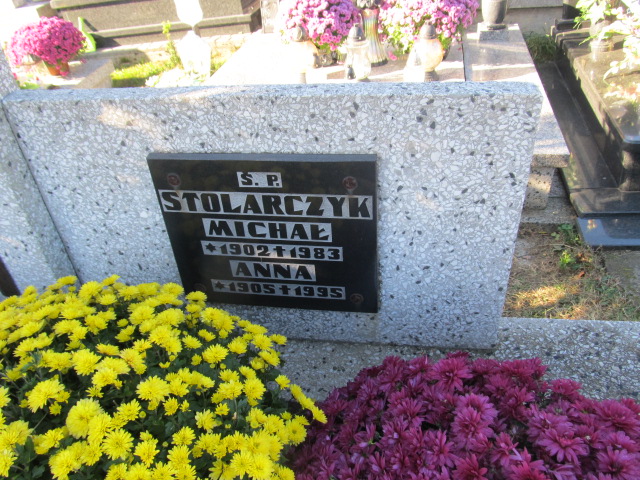 Ś. P.
STOLARCZYK
MICHAŁ
*1902✝1983
ANNA
*1905✝1995